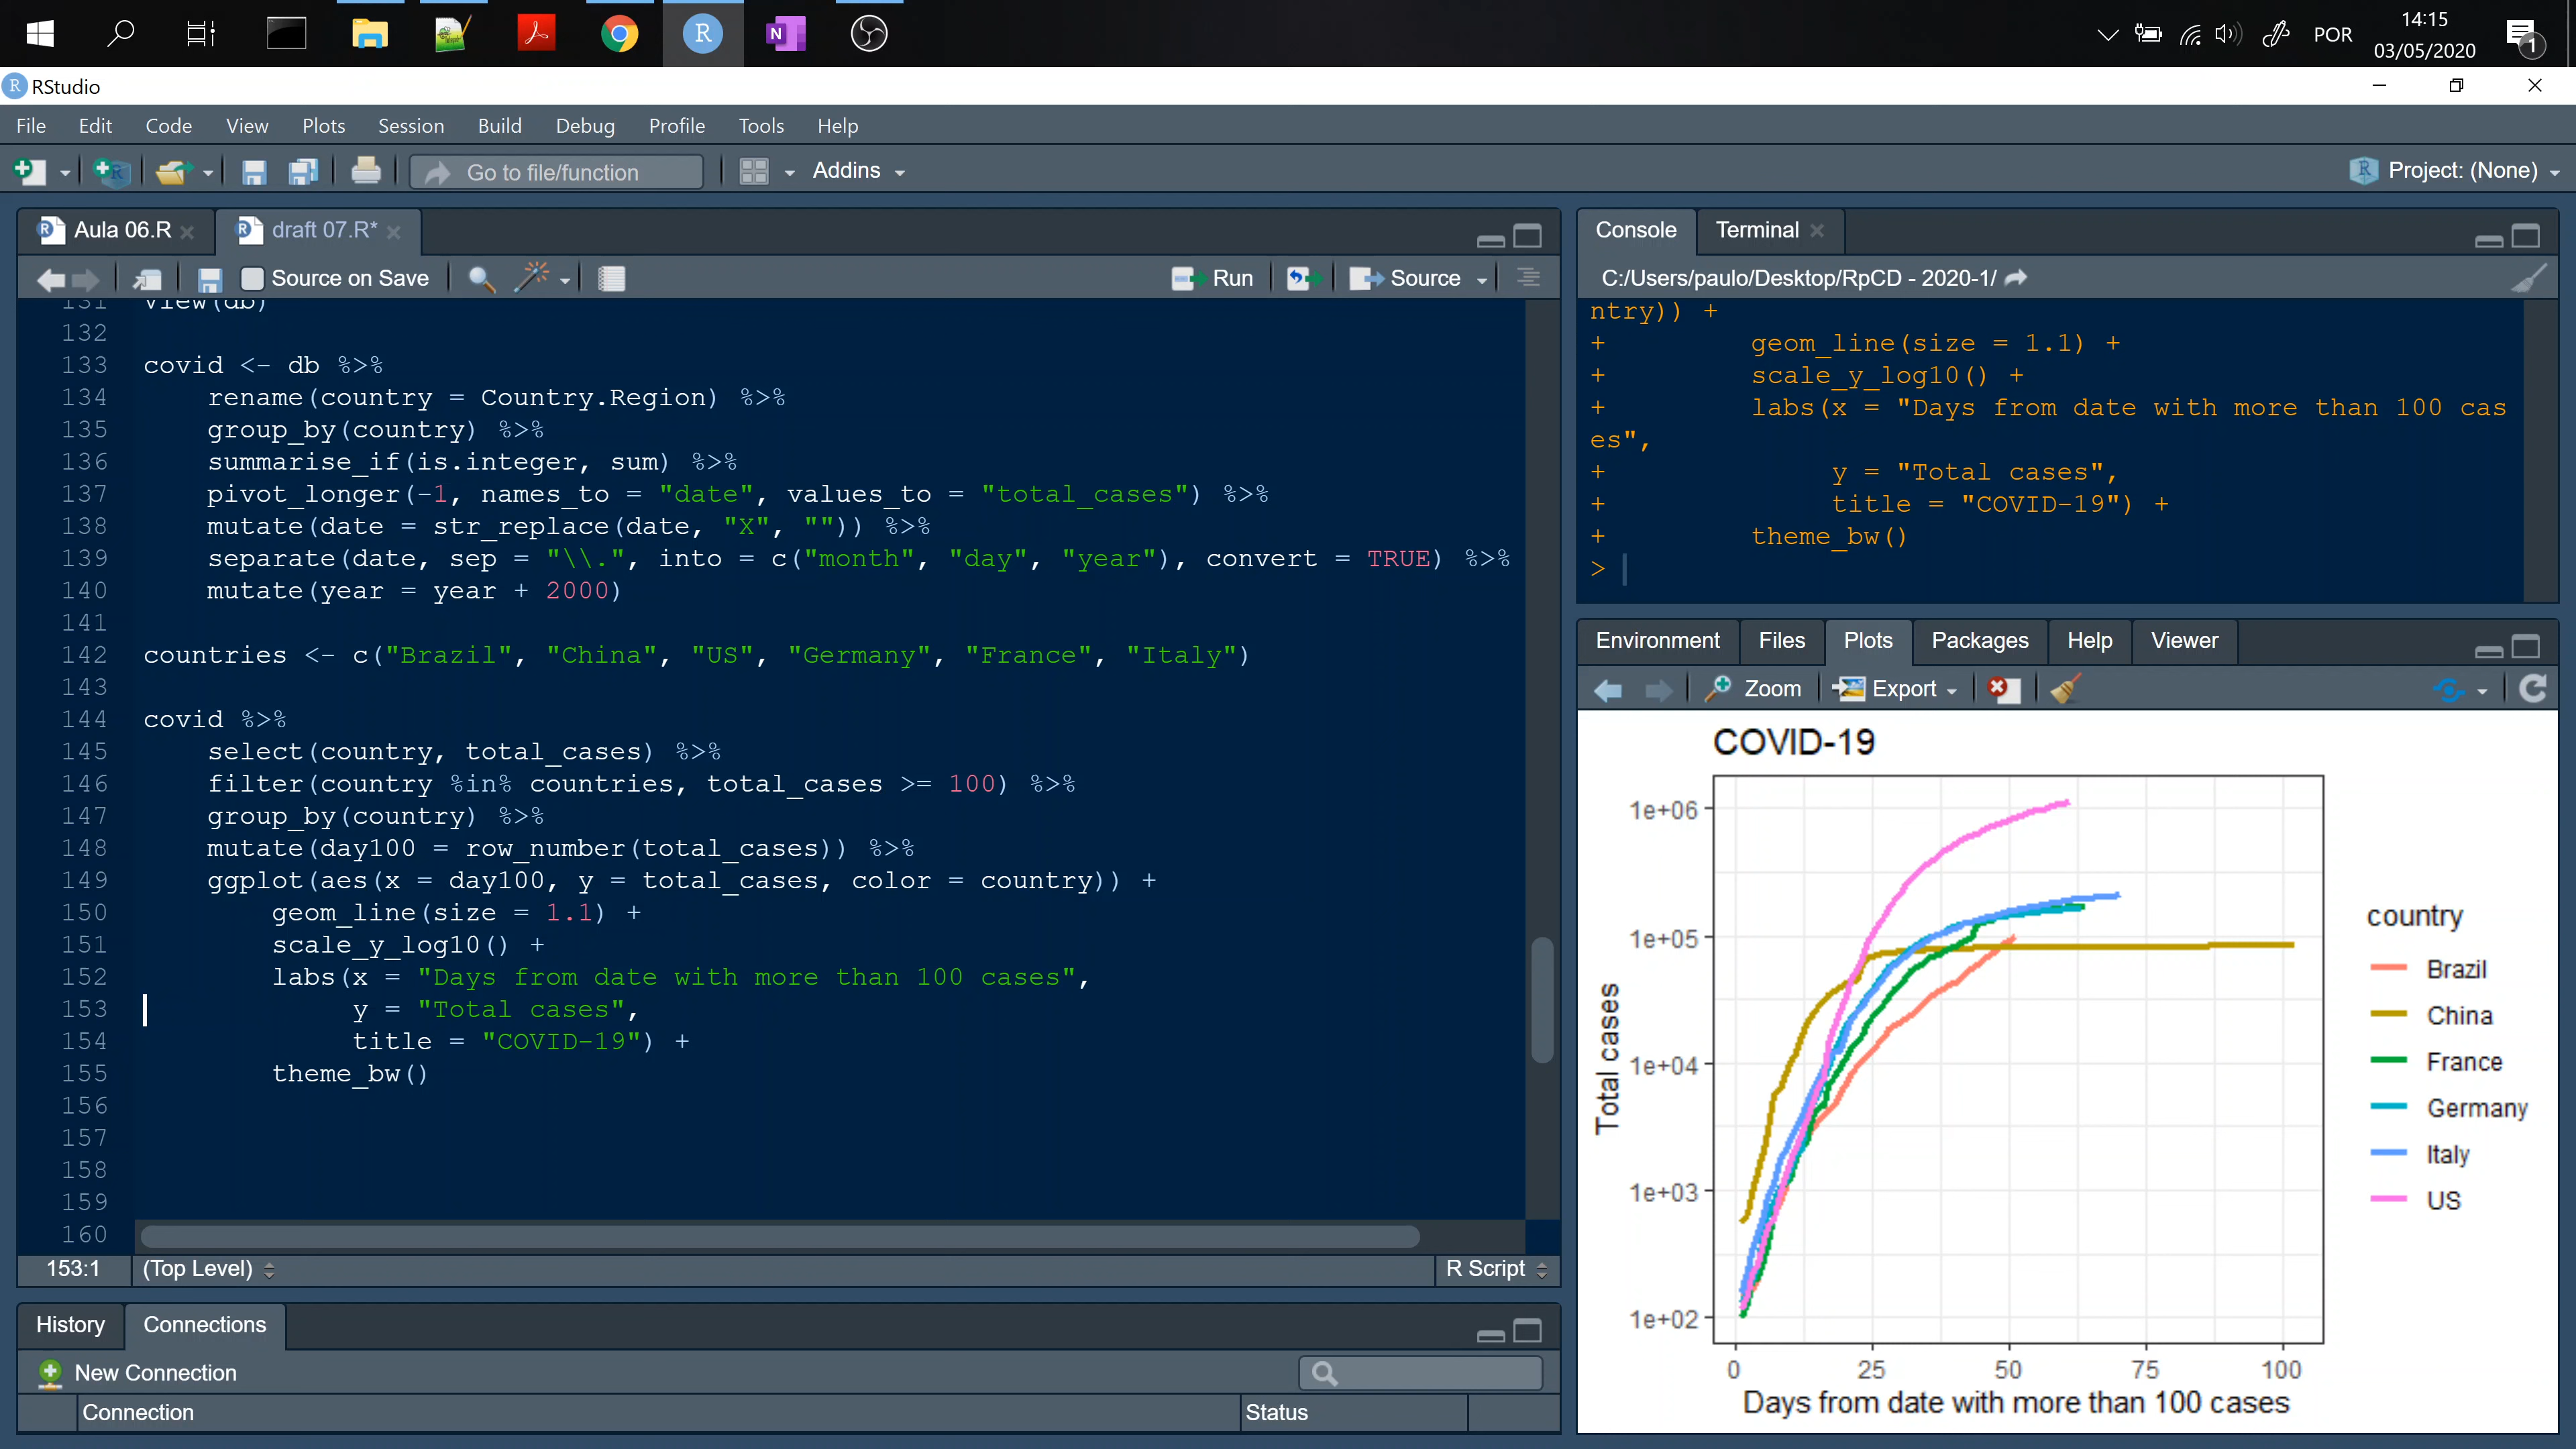 POR
14:15
03/05/2020
1
RStudio
File Edit Code View Plots Session Build Debug Profile Tools Help
Go to file/function
Addins
Project: (None)
Aula 06.R
draft 07.R*
Source on Save
Run
Source
131 View(db)
132
133 covid <- db %>%
134 rename(country = Country.Region) %>%
135 group_by(country) %>%
136 summarise_if(is.integer, sum) %>%
137 pivot_longer(-1, names_to = "date", values_to = "total_cases") %>%
138 mutate(date = str_replace(date, "X", "")) %>%
139 separate(date, sep = "\\.", into = c("month", "day", "year"), convert = TRUE) %>%
140 mutate(year = year + 2000)
141
142 countries <- c("Brazil", "China", "US", "Germany", "France", "Italy")
143
144 covid %>%
145 select(country, total_cases) %>%
146 filter(country %in% countries, total_cases >= 100) %>%
147 group_by(country) %>%
148 mutate(day100 = row_number(total_cases)) %>%
149 ggplot(aes(x = day100, y = total_cases, color = country)) +
150 geom_line(size = 1.1) +
151 scale_y_log10() +
152 labs(x = "Days from date with more than 100 cases",
153 y = "Total cases",
154 title = "COVID-19") +
155 theme_bw()
156
157
158
159
160
153:1 (Top Level) R Script
History Connections
New Connection
Connection Status
Console Terminal
C:/Users/paulo/Desktop/RpCD - 2020-1/
ntry)) +
+ geom_line(size = 1.1) +
+ scale_y_log10() +
+ labs(x = "Days from date with more than 100 cas
es",
+ y = "Total cases",
+ title = "COVID-19") +
+ theme_bw()
>
Environment Files Plots Packages Help Viewer
Zoom Export
COVID-19
1e+06
1e+05
1e+04
1e+03
1e+02
Total cases
0 25 50 75 100
Days from date with more than 100 cases
country
Brazil
China
France
Germany
Italy
US